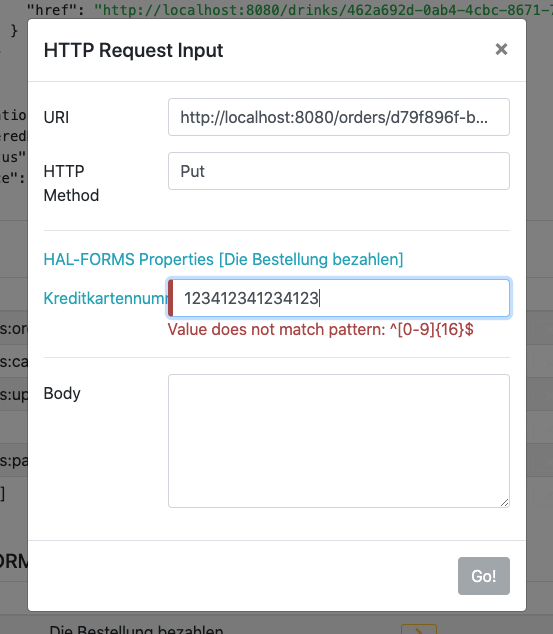 "href": "http://localhost:8080/drinks/462a692d-0ab4-4cbc-8671-7
}
HTTP Request Input ×
URI http://localhost:8080/orders/d79f896f-b...
HTTP Method Put
HAL-FORMS Properties [Die Bestellung bezahlen]
Kreditkartennumr 123412341234123
Value does not match pattern: ^[0-9]{16}$
Body
]
Go!
Die Bestellung bezahlen